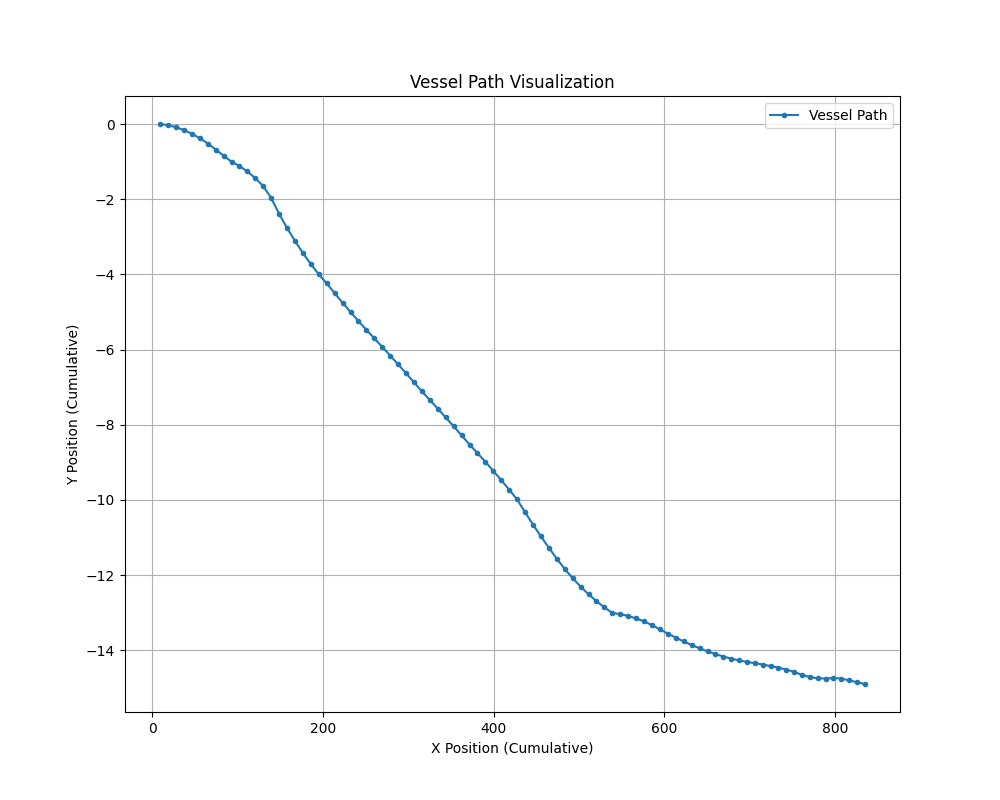 Vessel Path Visualization
Vessel Path
0
−2
−4
−6
−8
−10
−12
−14
Y Position (Cumulative)
0 200 400 600 800
X Position (Cumulative)